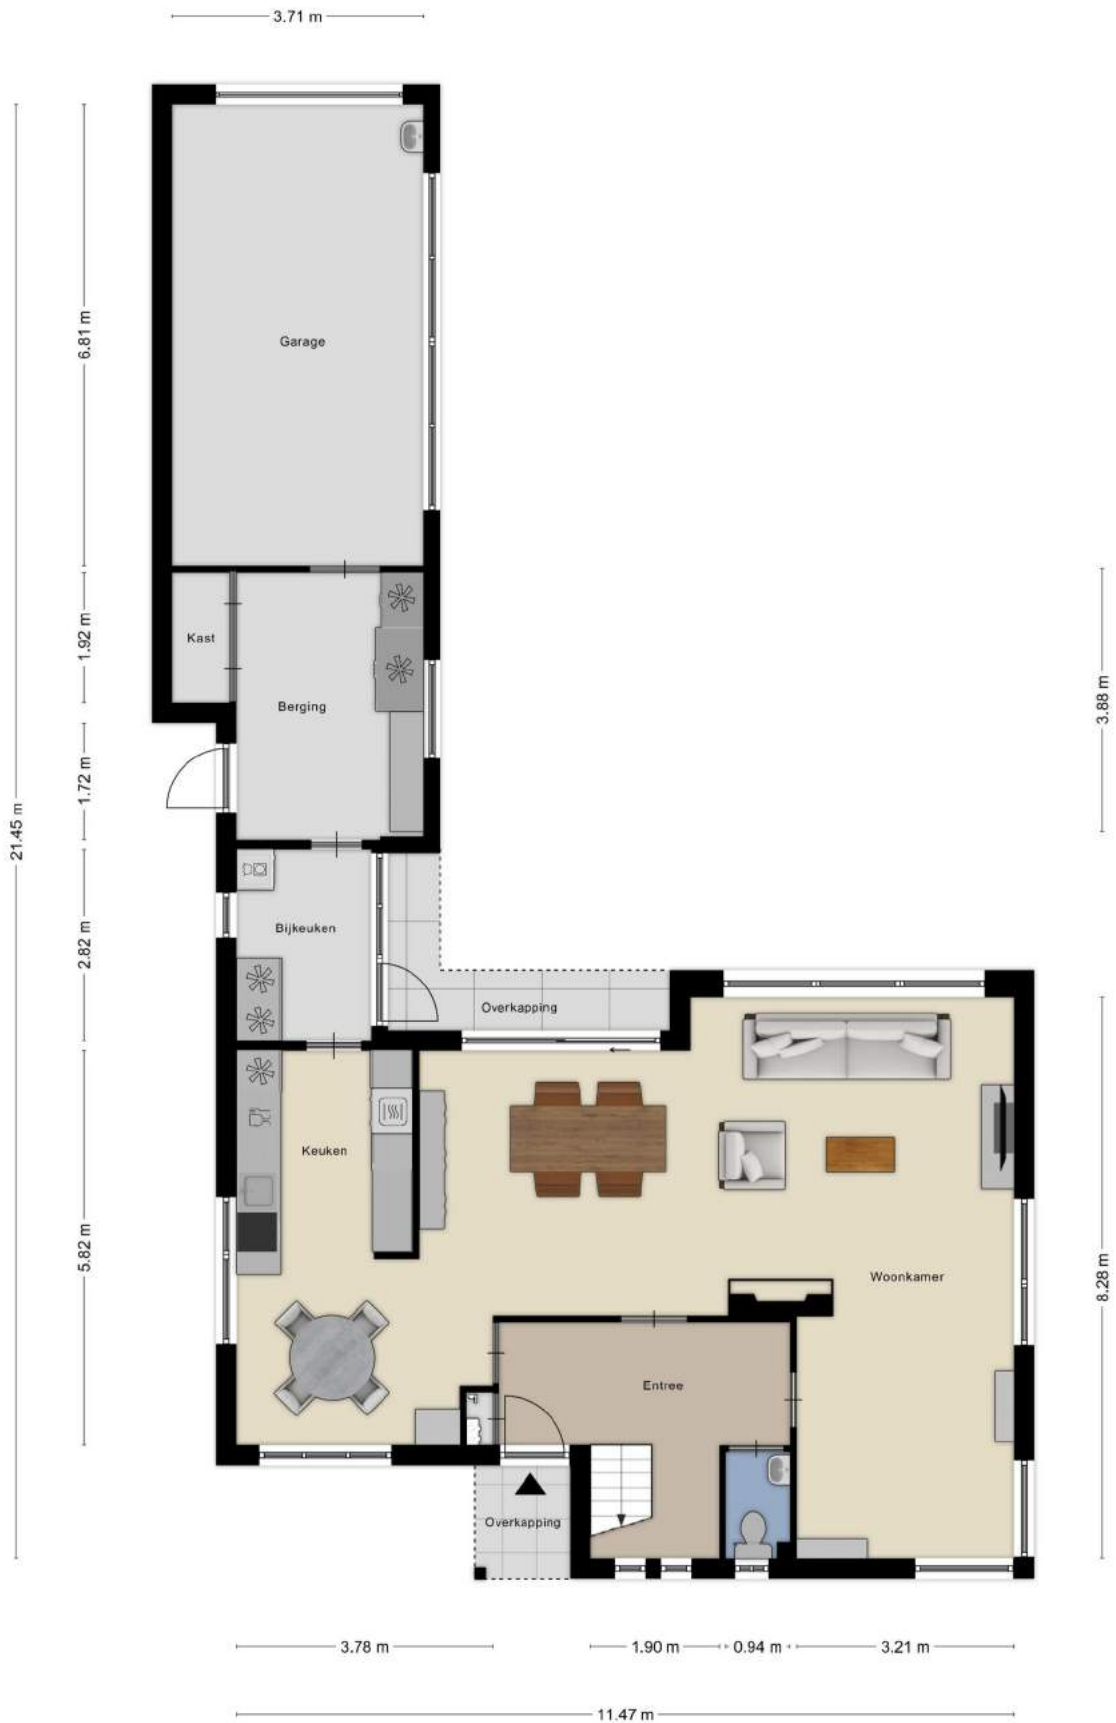 3.71 m
Garage
6.81 m
21.45 m
Kast
1.92 m
Berging
3.88 m
1.72 m
Bijkeuken
2.82 m
Overkapping
Keuken
5.82 m
Woonkamer
8.28 m
Entree
Overkapping
3.78 m
1.90 m
0.94 m
3.21 m
11.47 m